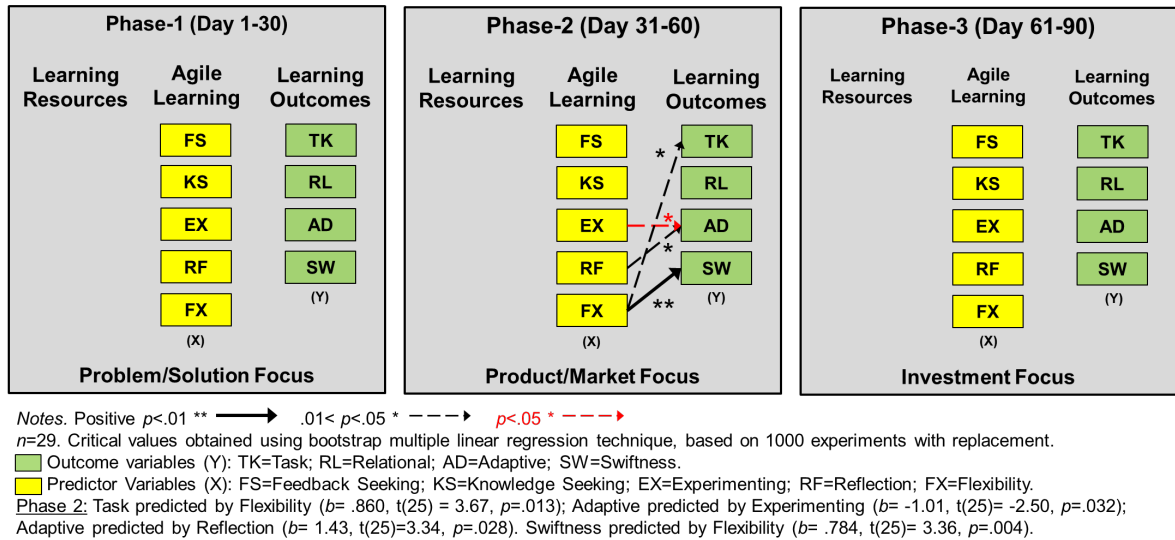 Phase-1 (Day 1-30)
Learning Resources
Agile Learning
Learning Outcomes
FS
TK
KS
RL
EX
AD
RF
SW
(Y)
FX
(X)
Problem/Solution Focus
Phase-2 (Day 31-60)
Learning Resources
Agile Learning
Learning Outcomes
FS
TK
*
KS
RL
EX
*
AD
*
RF
SW
**
(Y)
FX
(X)
Product/Market Focus
Phase-3 (Day 61-90)
Learning Resources
Agile Learning
Learning Outcomes
FS
TK
KS
RL
EX
AD
RF
SW
(Y)
FX
(X)
Investment Focus
Notes. Positive p<.01 ** .01< p<.05 * p<.05 *
n=29. Critical values obtained using bootstrap multiple linear regression technique, based on 1000 experiments with replacement.
Outcome variables (Y): TK=Task; RL=Relational; AD=Adaptive; SW=Swiftness.
Predictor Variables (X): FS=Feedback Seeking; KS=Knowledge Seeking; EX=Experimenting; RF=Reflection; FX=Flexibility.
Phase 2: Task predicted by Flexibility (b= .860, t(25) = 3.67, p=.013); Adaptive predicted by Experimenting (b= -1.01, t(25)= -2.50, p=.032);
Adaptive predicted by Reflection (b= 1.43, t(25)=3.34, p=.028). Swiftness predicted by Flexibility (b= .784, t(25)= 3.36, p=.004).